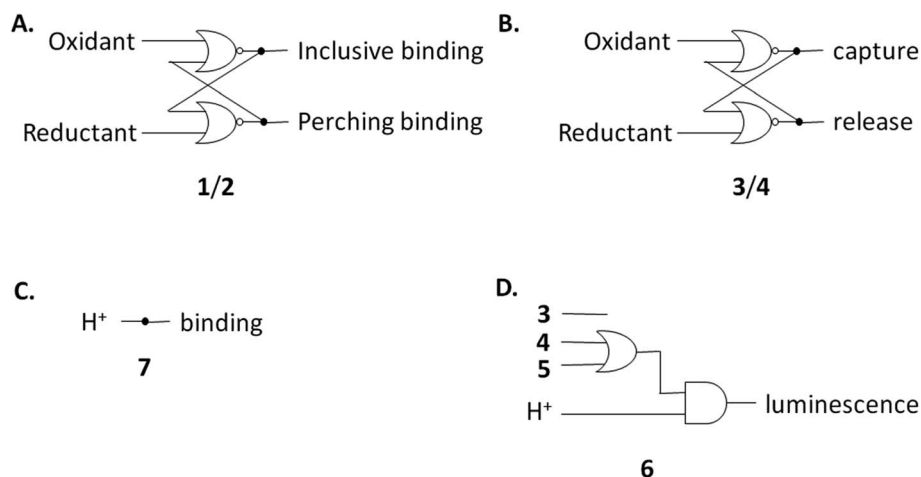 A.
Oxidant
Inclusive binding
Reductant
Perching binding
1/2
B.
Oxidant
capture
Reductant
release
3/4
C.
H⁺
binding
7
D.
3
4
5
H⁺
luminescence
6